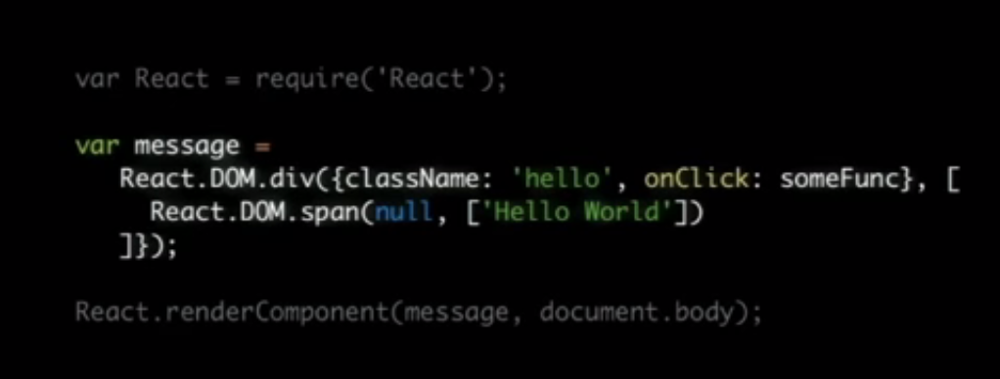 var React = require('React');
var message =
React.DOM.div({className: 'hello', onClick: someFunc}, [
React.DOM.span(null, ['Hello World'])
]});
React.renderComponent(message, document.body);